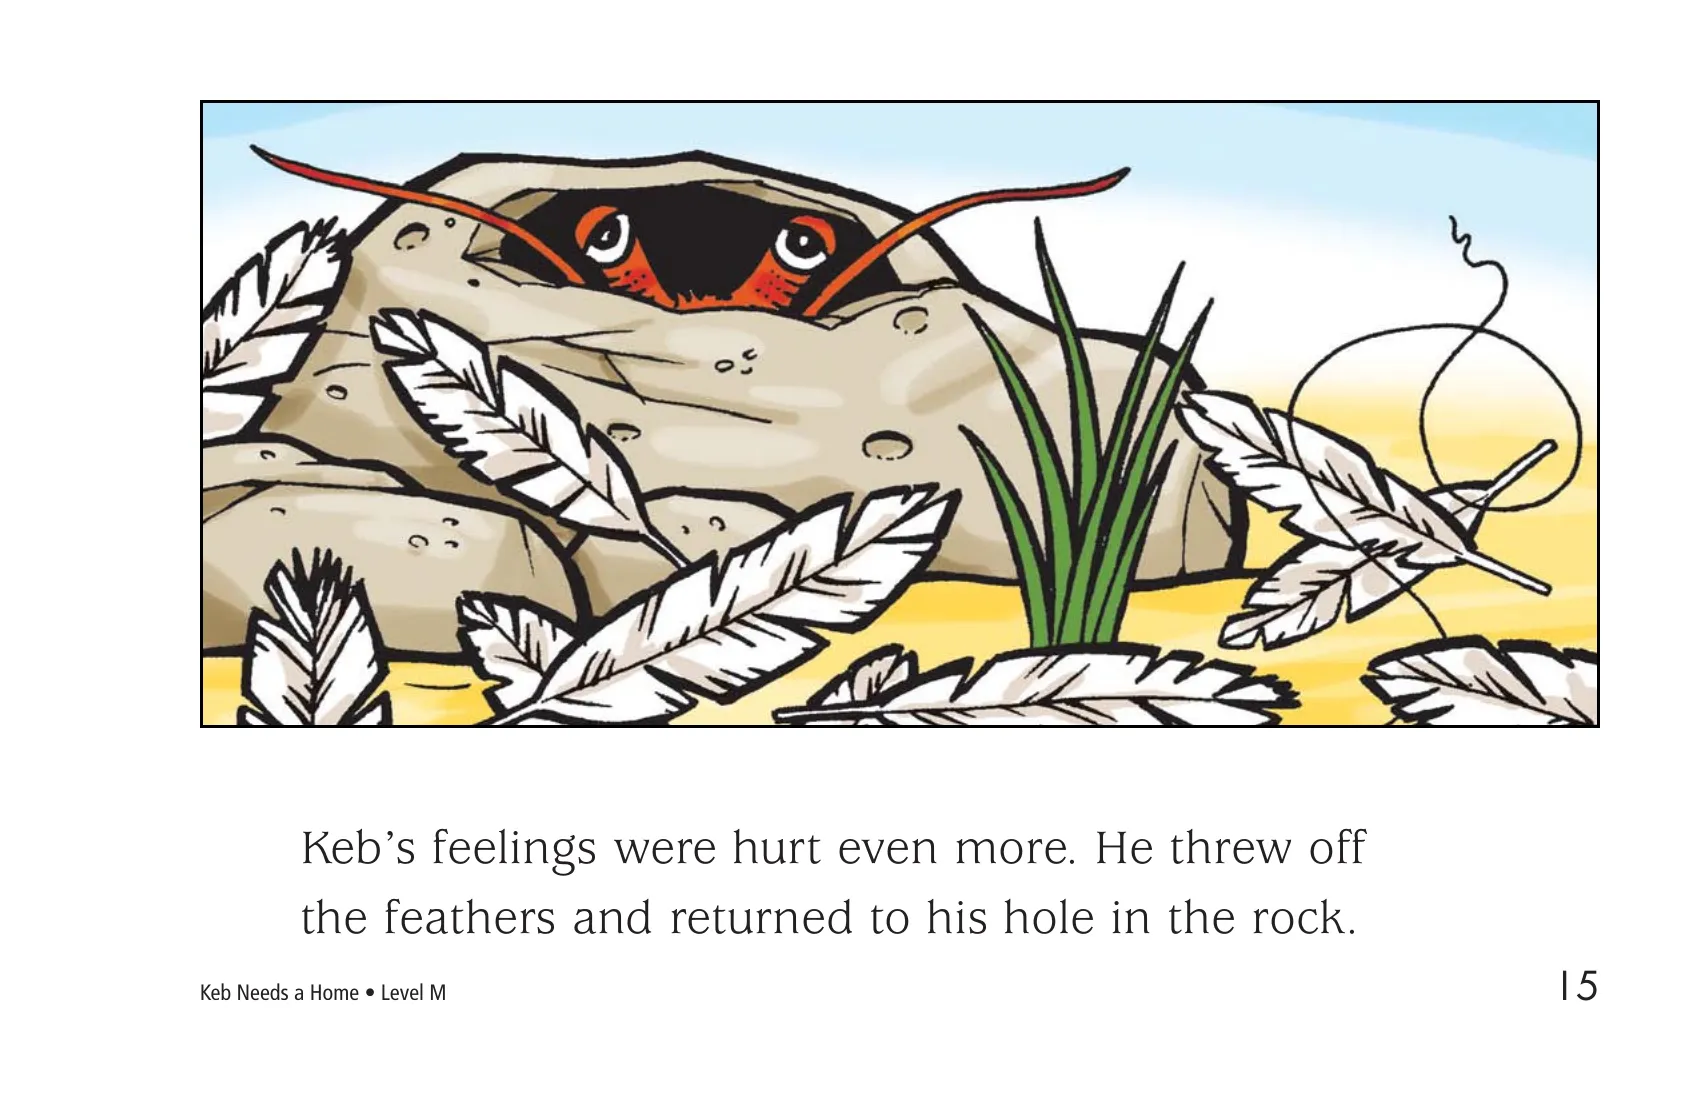 Keb’s feelings were hurt even more. He threw off
the feathers and returned to his hole in the rock.
Keb Needs a Home • Level M
15